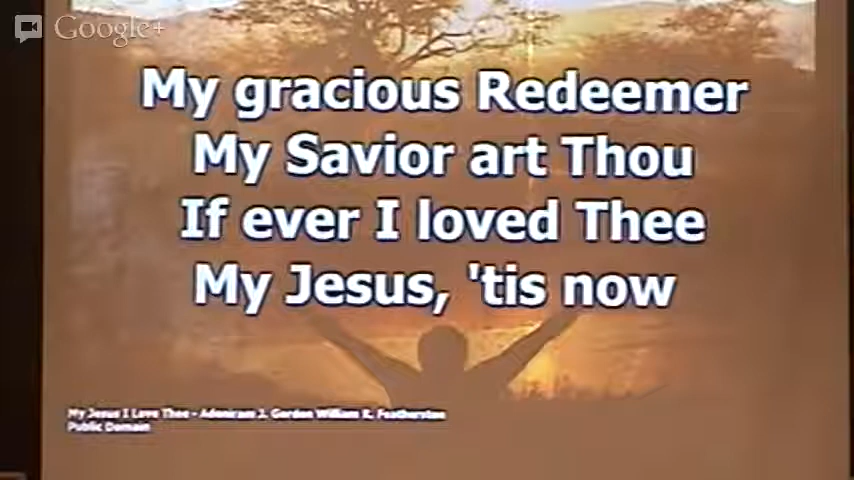 Google+
My gracious Redeemer
My Savior art Thou
If ever I loved Thee
My Jesus, 'tis now
My Jesus I Love Thee - Adoniram J. Gordon William R. Featherston
Public Domain